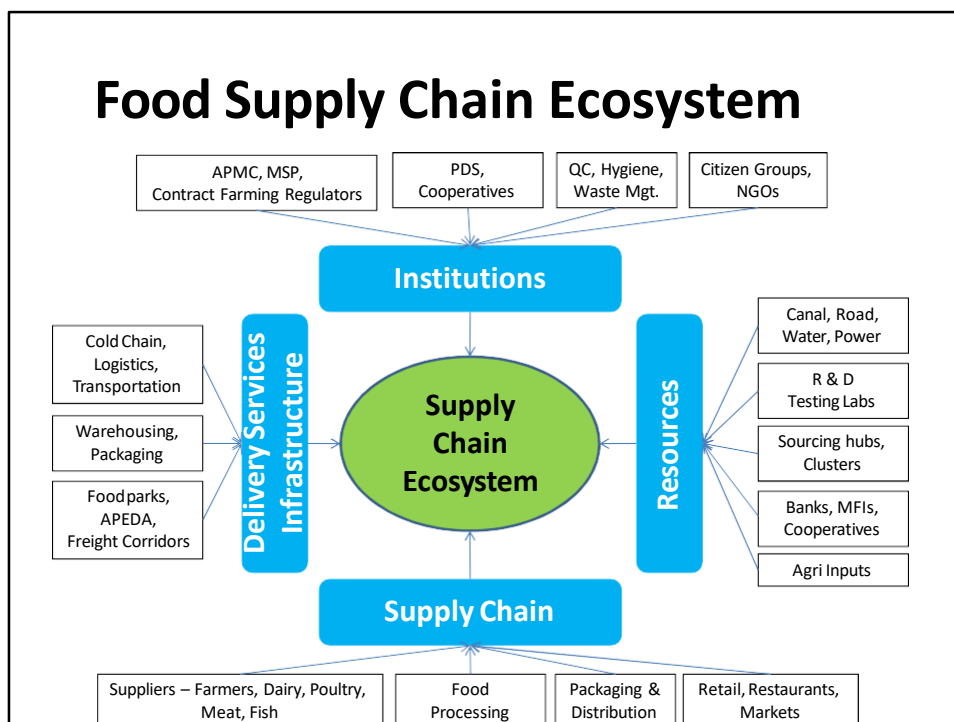 Food Supply Chain Ecosystem
APMC, MSP,
Contract Farming Regulators
PDS,
Cooperatives
QC, Hygiene,
Waste Mgt.
Citizen Groups,
NGOs
Institutions
Cold Chain,
Logistics,
Transportation
Warehousing,
Packaging
Food parks,
APEDA,
Freight Corridors
Delivery Services
Infrastructure
Supply
Chain
Ecosystem
Resources
Canal, Road,
Water, Power
R & D
Testing Labs
Sourcing hubs,
Clusters
Banks, MFIs,
Cooperatives
Agri Inputs
Supply Chain
Suppliers – Farmers, Dairy, Poultry,
Meat, Fish
Food
Processing
Packaging &
Distribution
Retail, Restaurants,
Markets